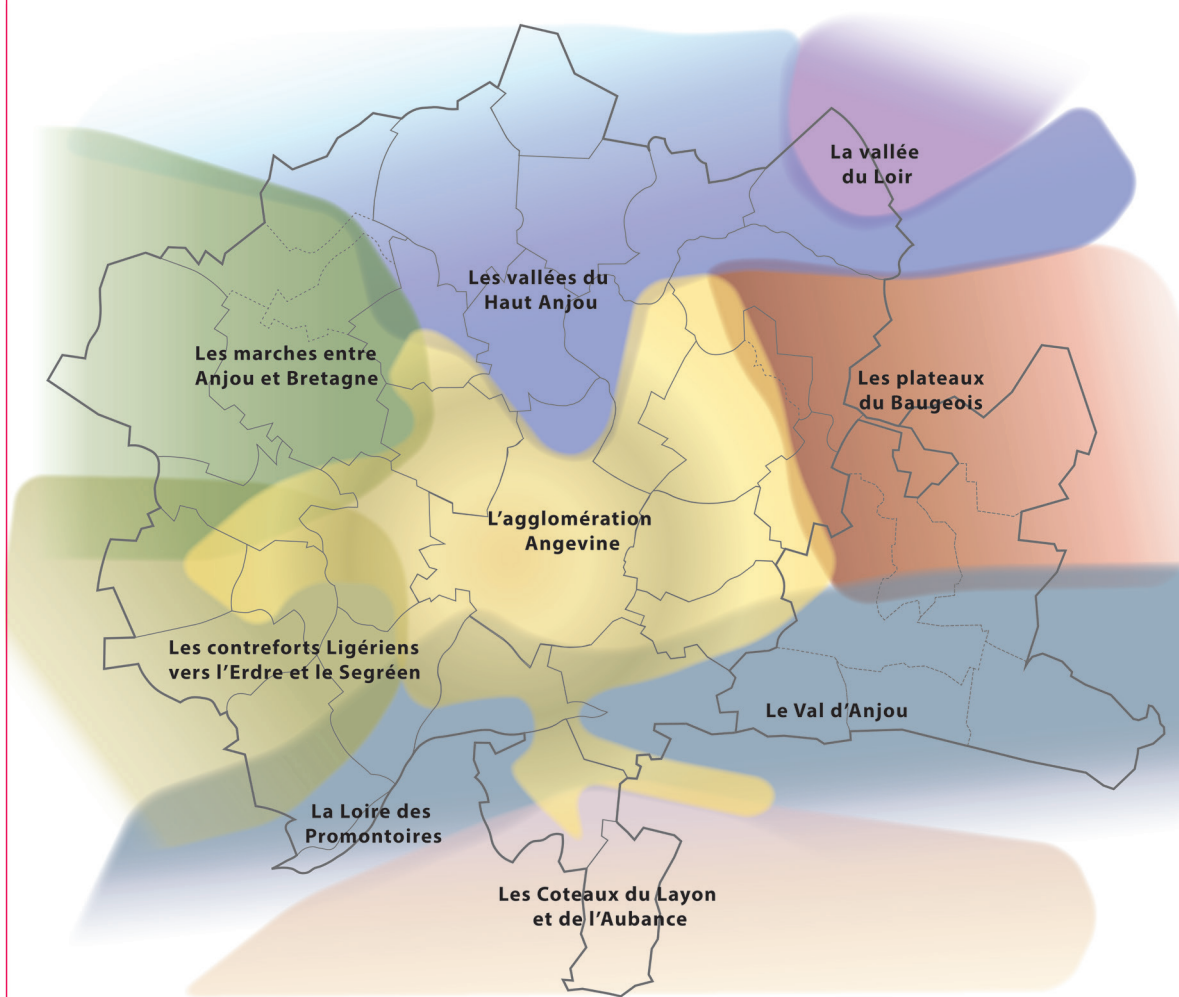 La vallée
du Loir
Les vallées du
Haut Anjou
Les marches entre
Anjou et Bretagne
Les plateaux
du Baugeois
L'agglomération
Angevine
Les contreforts Ligériens
vers l'Erdre et le Segréen
Le Val d'Anjou
La Loire des
Promontoires
Les Coteaux du Layon
et de l'Aubance